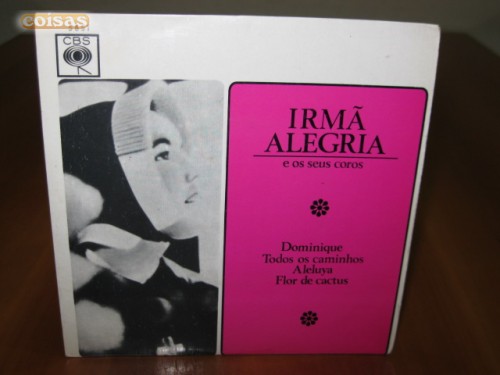 coisas
CBS
IRMÃ
ALEGRIA
e os seus coros
Dominique
Todos os caminhos
Aleluya
Flor de cactus